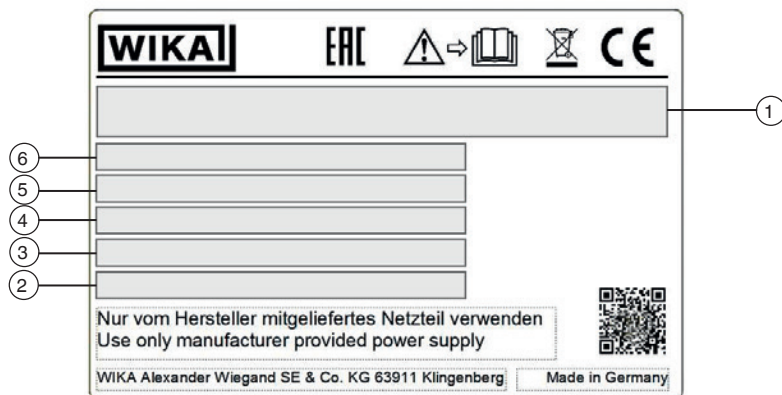 WIKA EAC CE
1
6
5
4
3
2
Nur vom Hersteller mitgeliefertes Netzteil verwenden
Use only manufacturer provided power supply
WIKA Alexander Wiegand SE & Co. KG 63911 Klingenberg Made in Germany